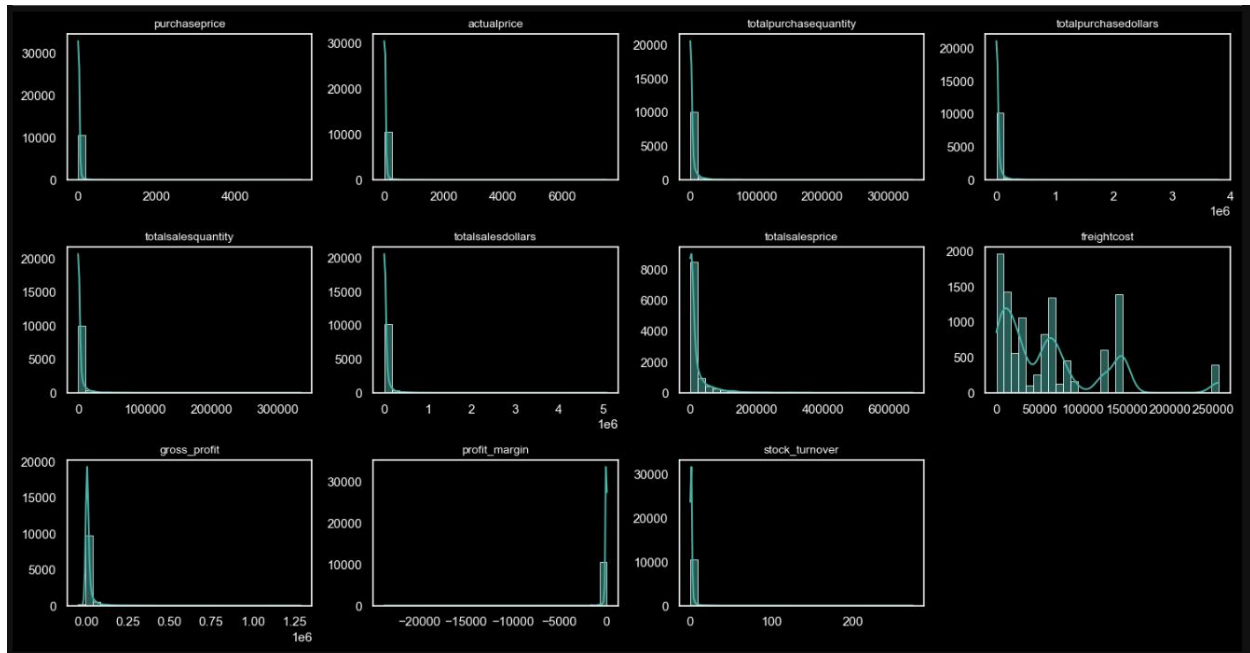 purchaseprice
actualprice
totalpurchasequantity
totalpurchasedollars
30000
20000
10000
0
0 2000 4000
30000
20000
10000
0
0 2000 4000 6000
20000
15000
10000
5000
0
0 100000 200000 300000
20000
15000
10000
5000
0
0 1 2 3 4
1e6
totalsalesquantity
totalsalesdollars
totalsalesprice
freightcost
20000
15000
10000
5000
0
0 100000 200000 300000
20000
15000
10000
5000
0
0 1 2 3 4 5
1e6
8000
6000
4000
2000
0
0 200000 400000 600000
2000
1500
1000
500
0
0 50000 100000 150000 200000 250000
gross_profit
profit_margin
stock_turnover
20000
15000
10000
5000
0
0.00 0.25 0.50 0.75 1.00 1.25
1e6
30000
20000
10000
0
−20000 −15000 −10000 −5000 0
30000
20000
10000
0
0 100 200